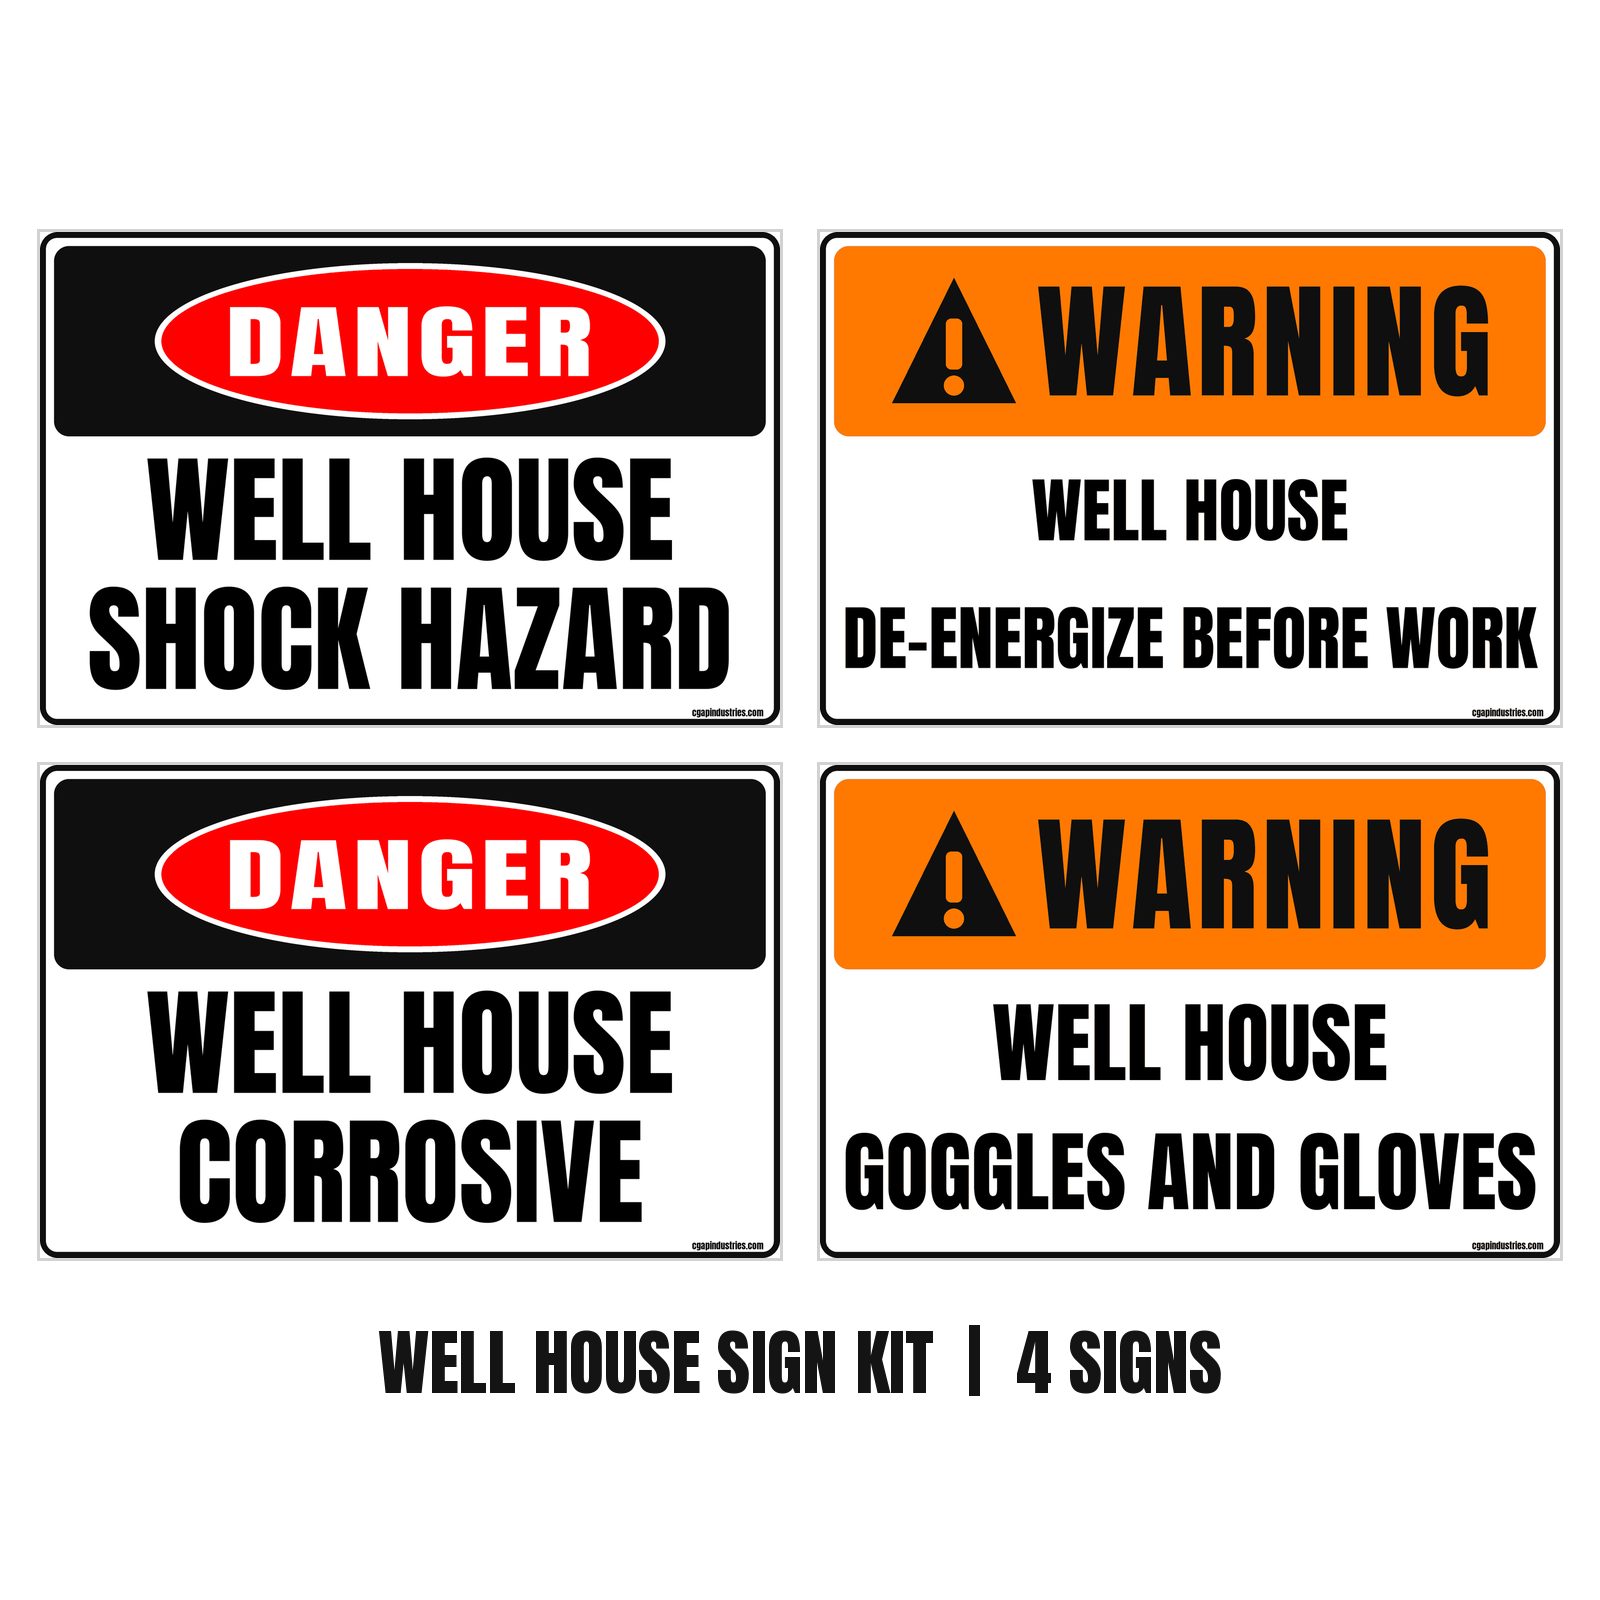 DANGER
WELL HOUSE
SHOCK HAZARD
cgapindustries.com
WARNING
WELL HOUSE
DE-ENERGIZE BEFORE WORK
cgapindustries.com
DANGER
WELL HOUSE
CORROSIVE
cgapindustries.com
WARNING
WELL HOUSE
GOGGLES AND GLOVES
cgapindustries.com
WELL HOUSE SIGN KIT | 4 SIGNS